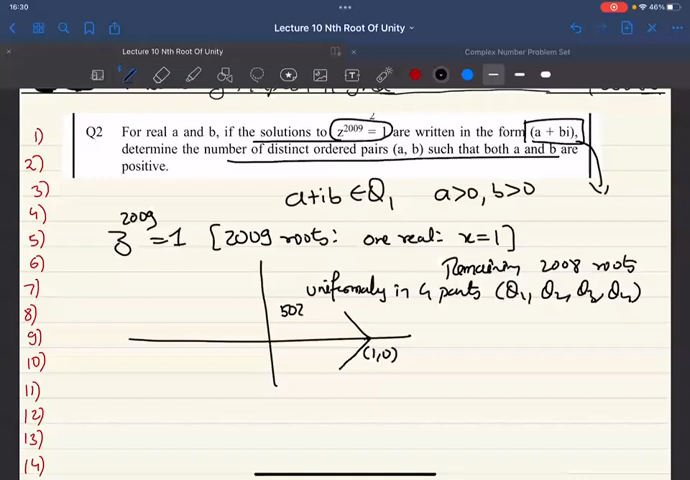 16:30
46%
Lecture 10 Nth Root Of Unity
Lecture 10 Nth Root Of Unity
Complex Number Problem Set
Q2 For real a and b, if the solutions to z^2009 = 1 are written in the form (a + bi),
determine the number of distinct ordered pairs (a, b) such that both a and b are
positive.
a+ib ∈ Q₁ a>0, b>0
z^2009 = 1 [2009 roots: one real: x=1]
Remaining 2008 roots
uniformaly in 4 parts (Q₁, Q₂, Q₃, Q₄)
502
(1,0)
1)
2)
3)
4)
5)
6)
7)
8)
9)
10)
11)
12)
13)
14)